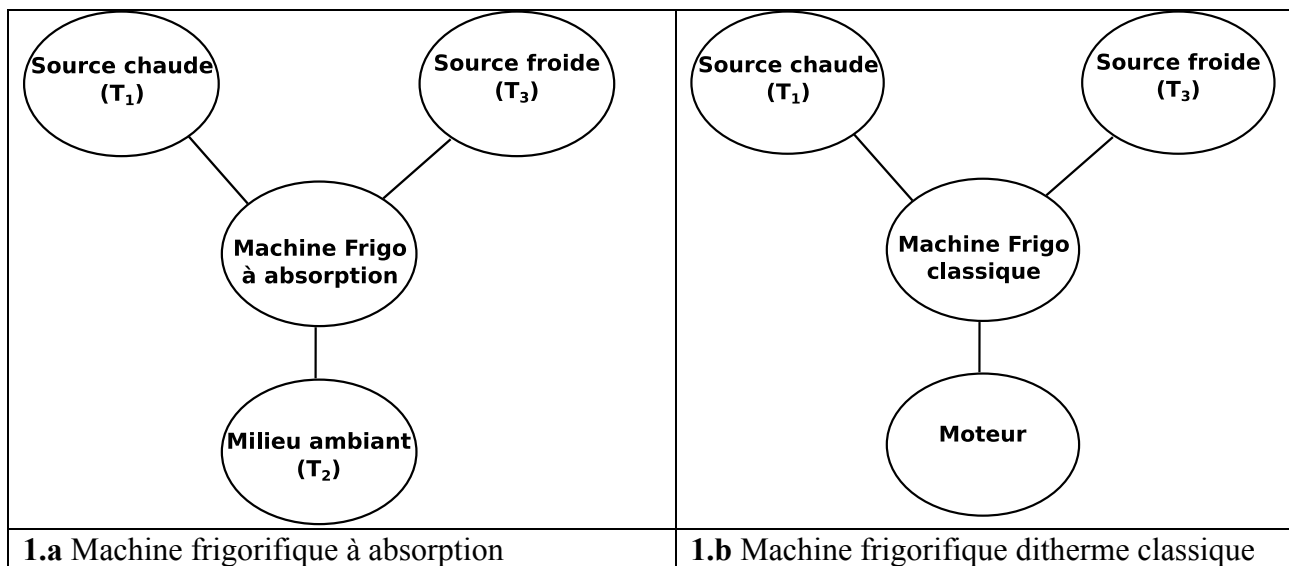 Source chaude
(T₁)
Source froide
(T₃)
Machine Frigo
à absorption
Milieu ambiant
(T₂)
1.a Machine frigorifique à absorption
Source chaude
(T₁)
Source froide
(T₃)
Machine Frigo
classique
Moteur
1.b Machine frigorifique ditherme classique